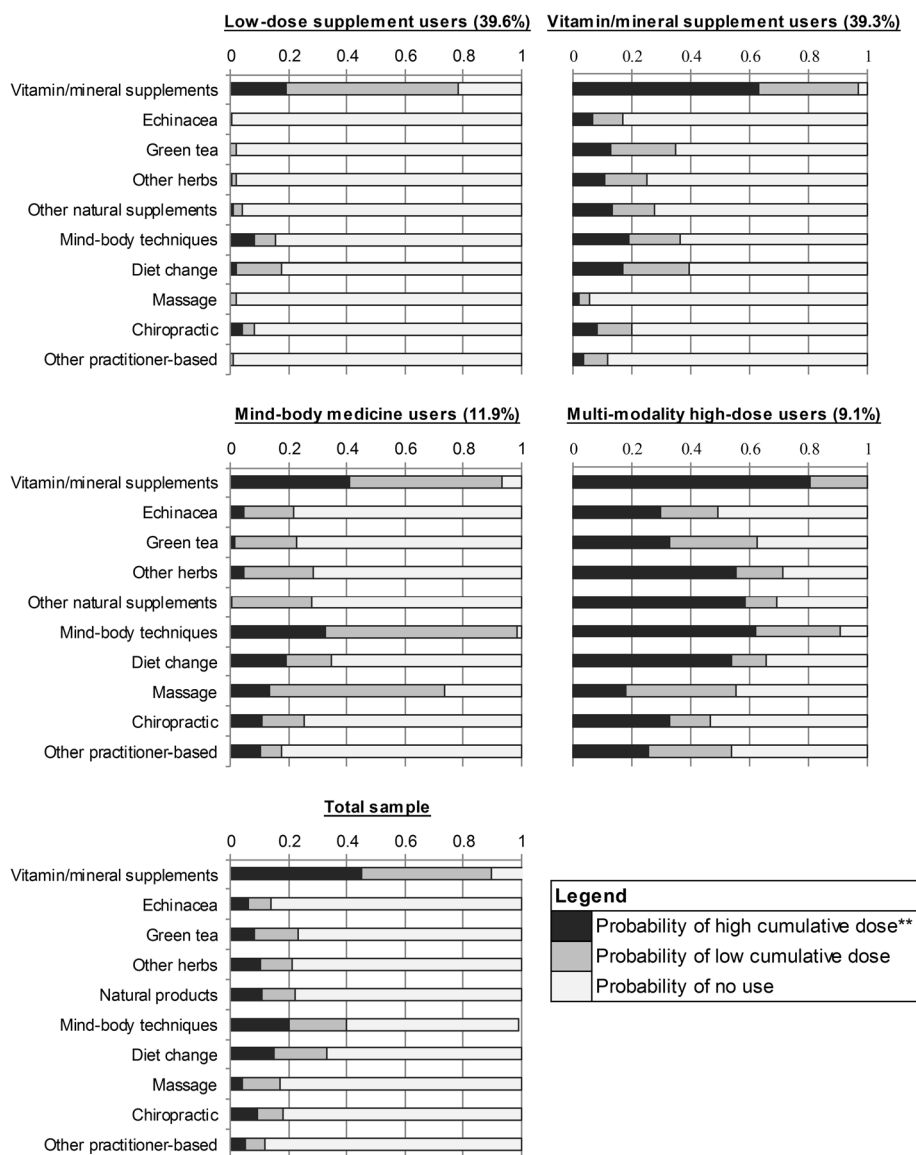 Low-dose supplement users (39.6%)
Vitamin/mineral supplement users (39.3%)
0 0.2 0.4 0.6 0.8 1
0 0.2 0.4 0.6 0.8 1
Vitamin/mineral supplements
Echinacea
Green tea
Other herbs
Other natural supplements
Mind-body techniques
Diet change
Massage
Chiropractic
Other practitioner-based
Mind-body medicine users (11.9%)
Multi-modality high-dose users (9.1%)
0 0.2 0.4 0.6 0.8 1
0 0.2 0.4 0.6 0.8 1
Vitamin/mineral supplements
Echinacea
Green tea
Other herbs
Other natural supplements
Mind-body techniques
Diet change
Massage
Chiropractic
Other practitioner-based
Total sample
0 0.2 0.4 0.6 0.8 1
Vitamin/mineral supplements
Echinacea
Green tea
Other herbs
Natural products
Mind-body techniques
Diet change
Massage
Chiropractic
Other practitioner-based
Legend
Probability of high cumulative dose**
Probability of low cumulative dose
Probability of no use